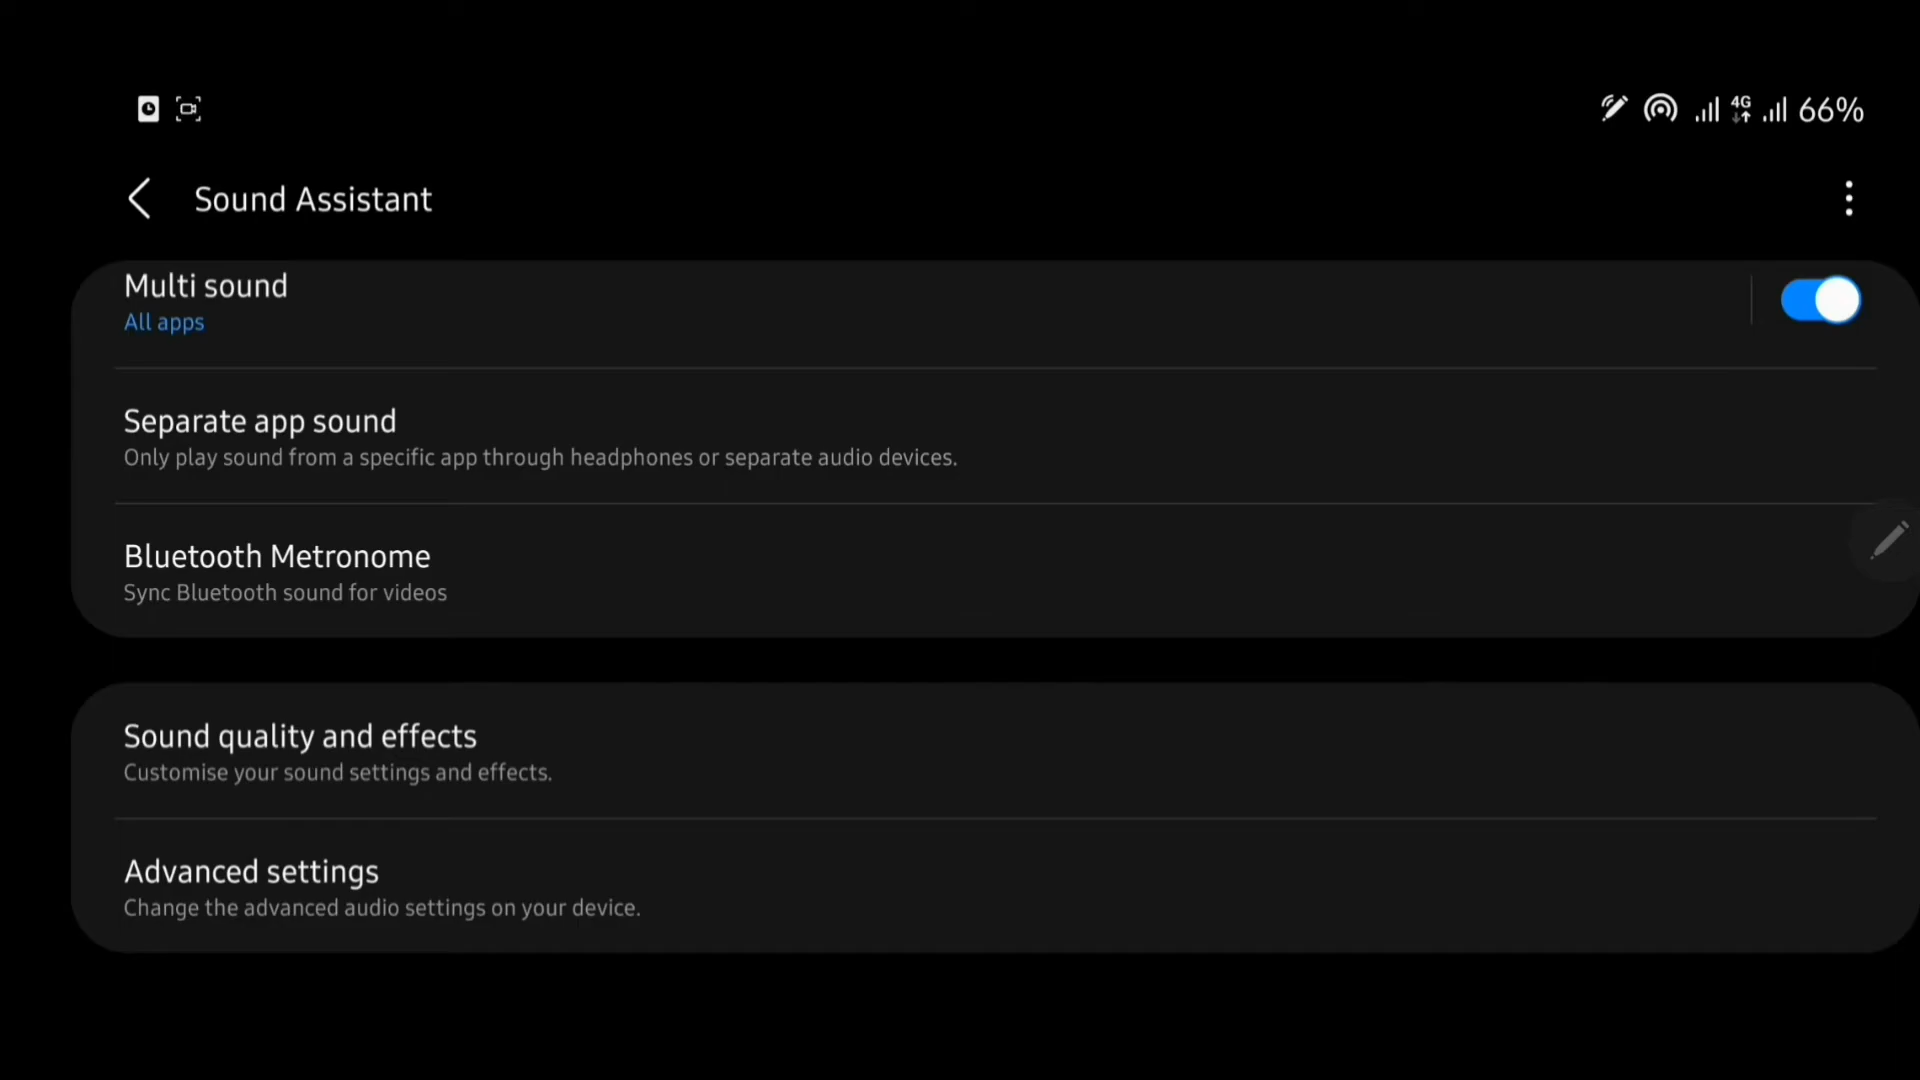 4G 66%
Sound Assistant
Multi sound
All apps
Separate app sound
Only play sound from a specific app through headphones or separate audio devices.
Bluetooth Metronome
Sync Bluetooth sound for videos
Sound quality and effects
Customise your sound settings and effects.
Advanced settings
Change the advanced audio settings on your device.